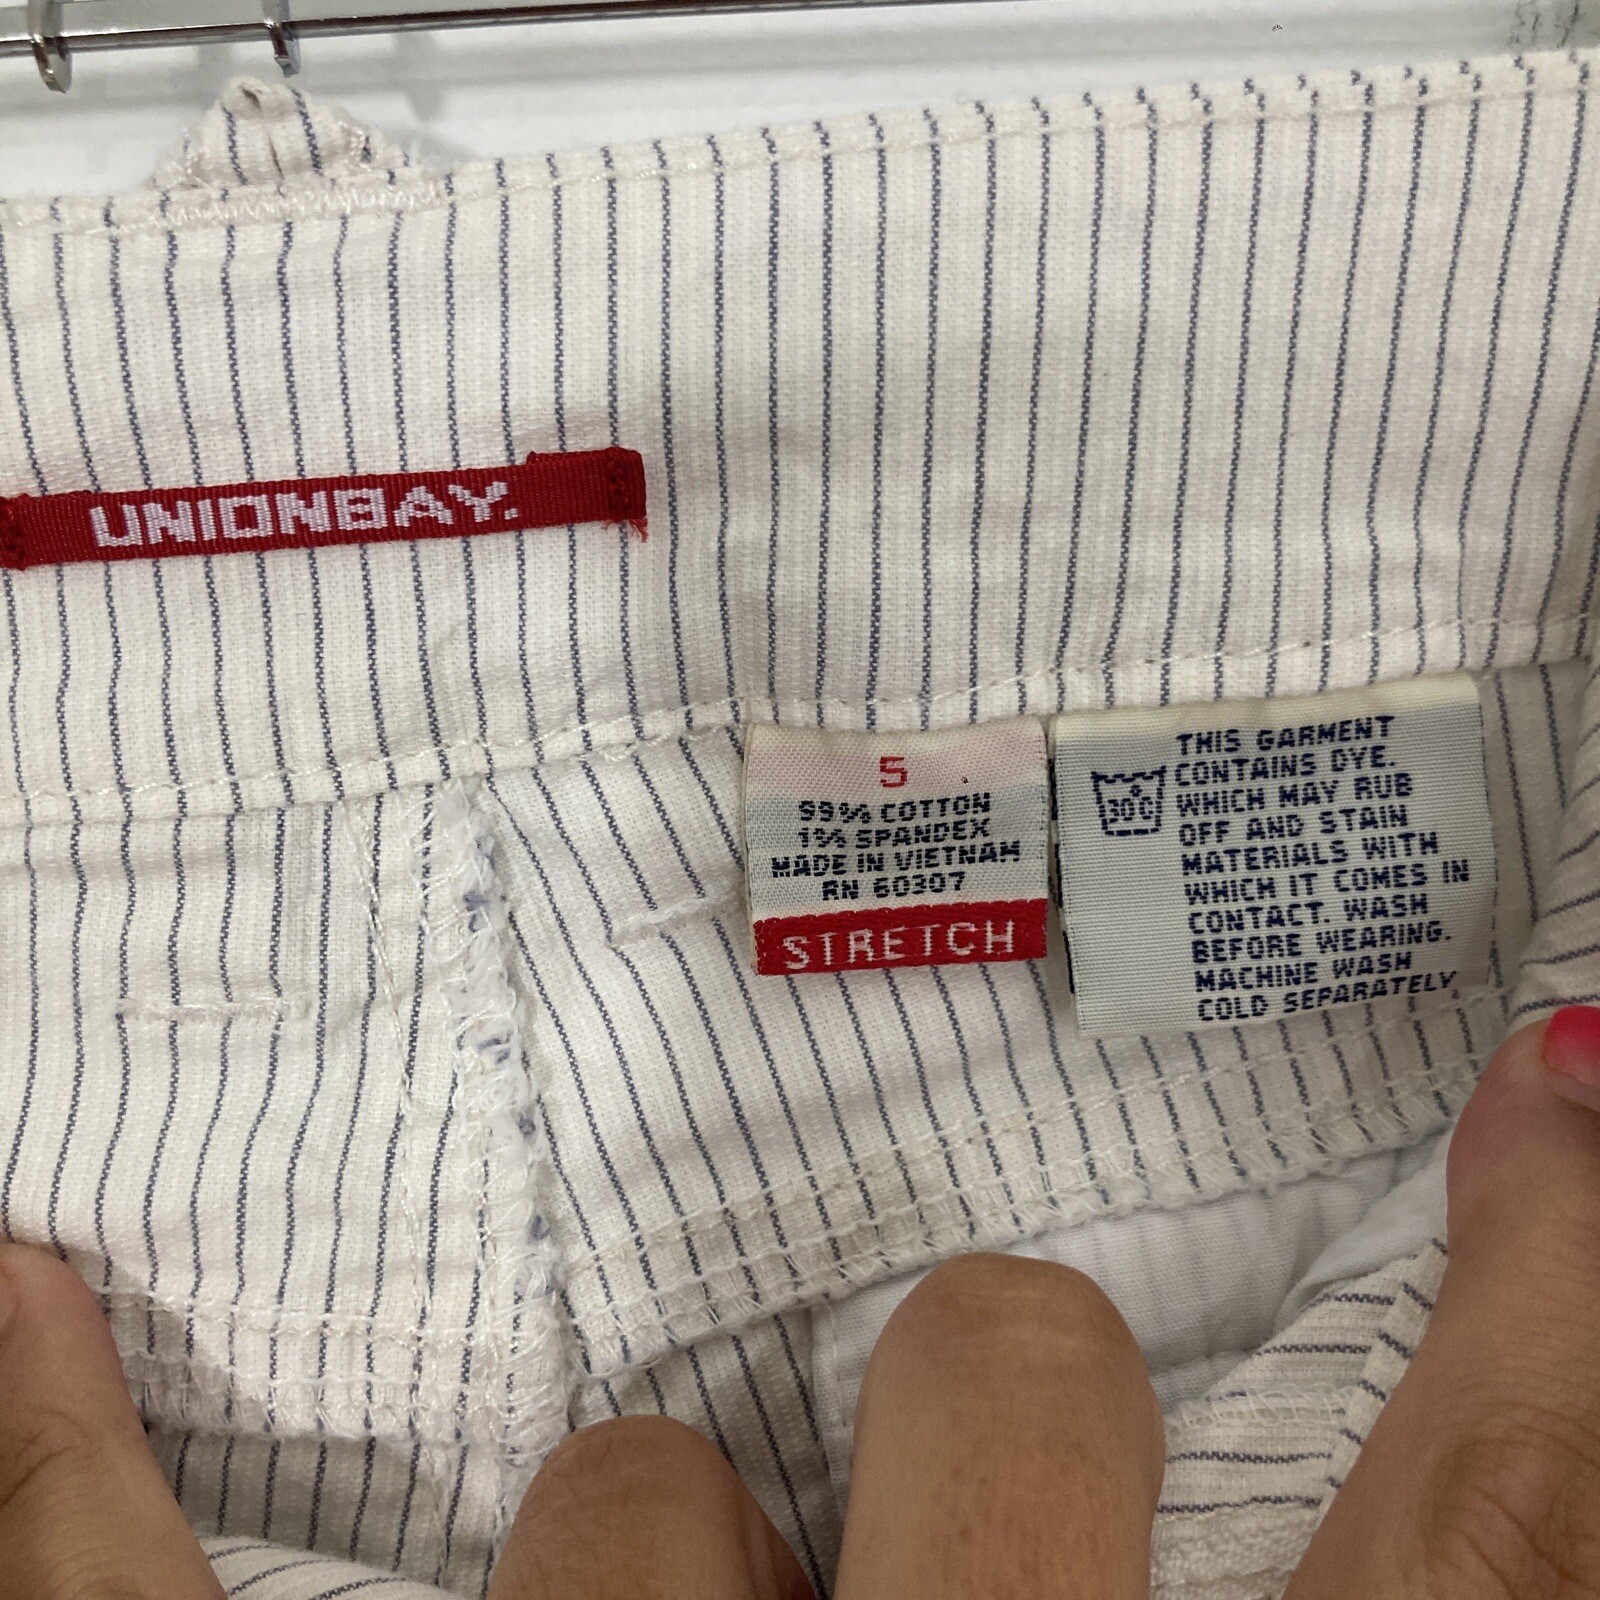 UNIONBAY.
5
99% COTTON
1% SPANDEX
MADE IN VIETNAM
RN 60307
STRETCH
30°C
THIS GARMENT
CONTAINS DYE.
WHICH MAY RUB
OFF AND STAIN
MATERIALS WITH
WHICH IT COMES IN
CONTACT. WASH
BEFORE WEARING.
MACHINE WASH
COLD SEPARATELY,